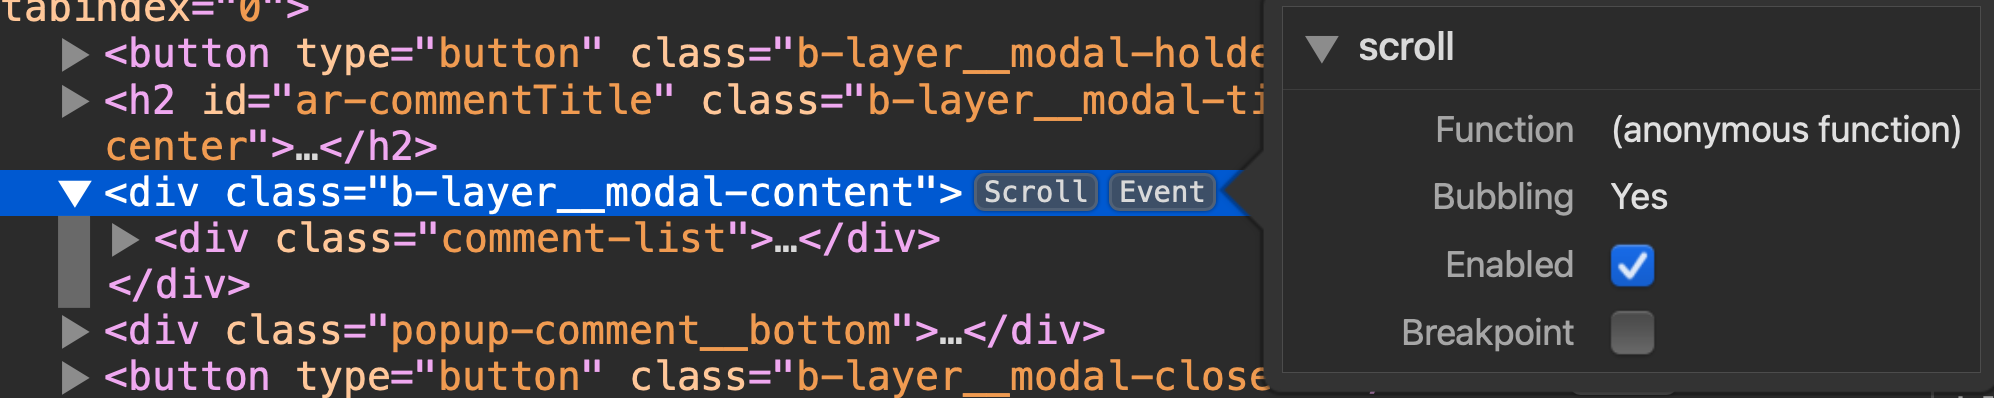 tabindex="0">
<button type="button" class="b-layer__modal-holde
<h2 id="ar-commentTitle" class="b-layer__modal-ti
center">…</h2>
<div class="b-layer__modal-content"> Scroll Event
<div class="comment-list">…</div>
</div>
<div class="popup-comment__bottom">…</div>
<button type="button" class="b-layer__modal-close
scroll
Function (anonymous function)
Bubbling Yes
Enabled
Breakpoint